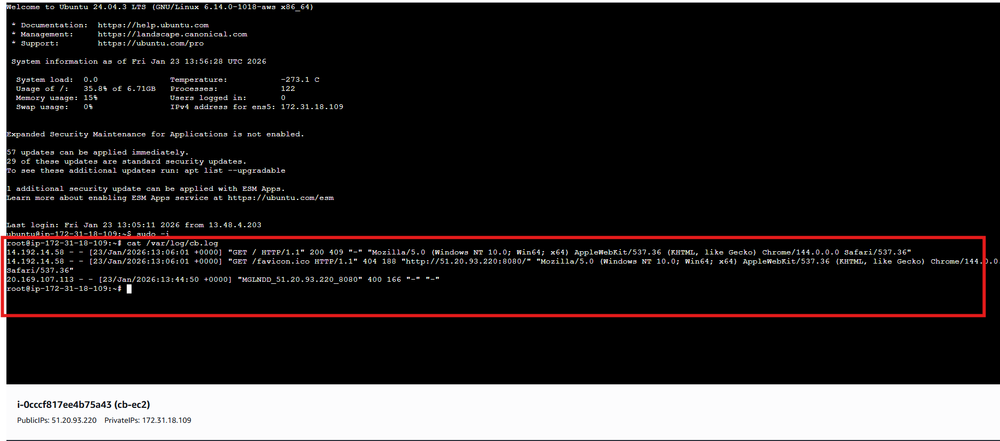 Welcome to Ubuntu 24.04.3 LTS (GNU/Linux 6.14.0-1018-aws x86_64)
* Documentation: https://help.ubuntu.com
* Management: https://landscape.canonical.com
* Support: https://ubuntu.com/pro
System information as of Fri Jan 23 13:56:28 UTC 2026
System load: 0.0 Temperature: -273.1 C
Usage of /: 35.8% of 6.71GB Processes: 122
Memory usage: 15% Users logged in: 0
Swap usage: 0% IPv4 address for ens5: 172.31.18.109
Expanded Security Maintenance for Applications is not enabled.
57 updates can be applied immediately.
29 of these updates are standard security updates.
To see these additional updates run: apt list --upgradable
1 additional security update can be applied with ESM Apps.
Learn more about enabling ESM Apps service at https://ubuntu.com/esm
Last login: Fri Jan 23 13:05:11 2026 from 13.48.4.203
ubuntu@ip-172-31-18-109:~$ sudo -i
root@ip-172-31-18-109:~# cat /var/log/cb.log
14.192.14.58 - - [23/Jan/2026:13:06:01 +0000] "GET / HTTP/1.1" 200 409 "-" "Mozilla/5.0 (Windows NT 10.0; Win64; x64) AppleWebKit/537.36 (KHTML, like Gecko) Chrome/144.0.0.0 Safari/537.36"
14.192.14.58 - - [23/Jan/2026:13:06:01 +0000] "GET /favicon.ico HTTP/1.1" 404 188 "http://51.20.93.220:8080/" "Mozilla/5.0 (Windows NT 10.0; Win64; x64) AppleWebKit/537.36 (KHTML, like Gecko) Chrome/144.0.0.
Safari/537.36"
20.169.107.113 - - [23/Jan/2026:13:44:50 +0000] "MGLNDD_51.20.93.220_8080" 400 166 "-" "-"
root@ip-172-31-18-109:~#
i-0cccf817ee4b75a43 (cb-ec2)
PublicIPs: 51.20.93.220 PrivateIPs: 172.31.18.109